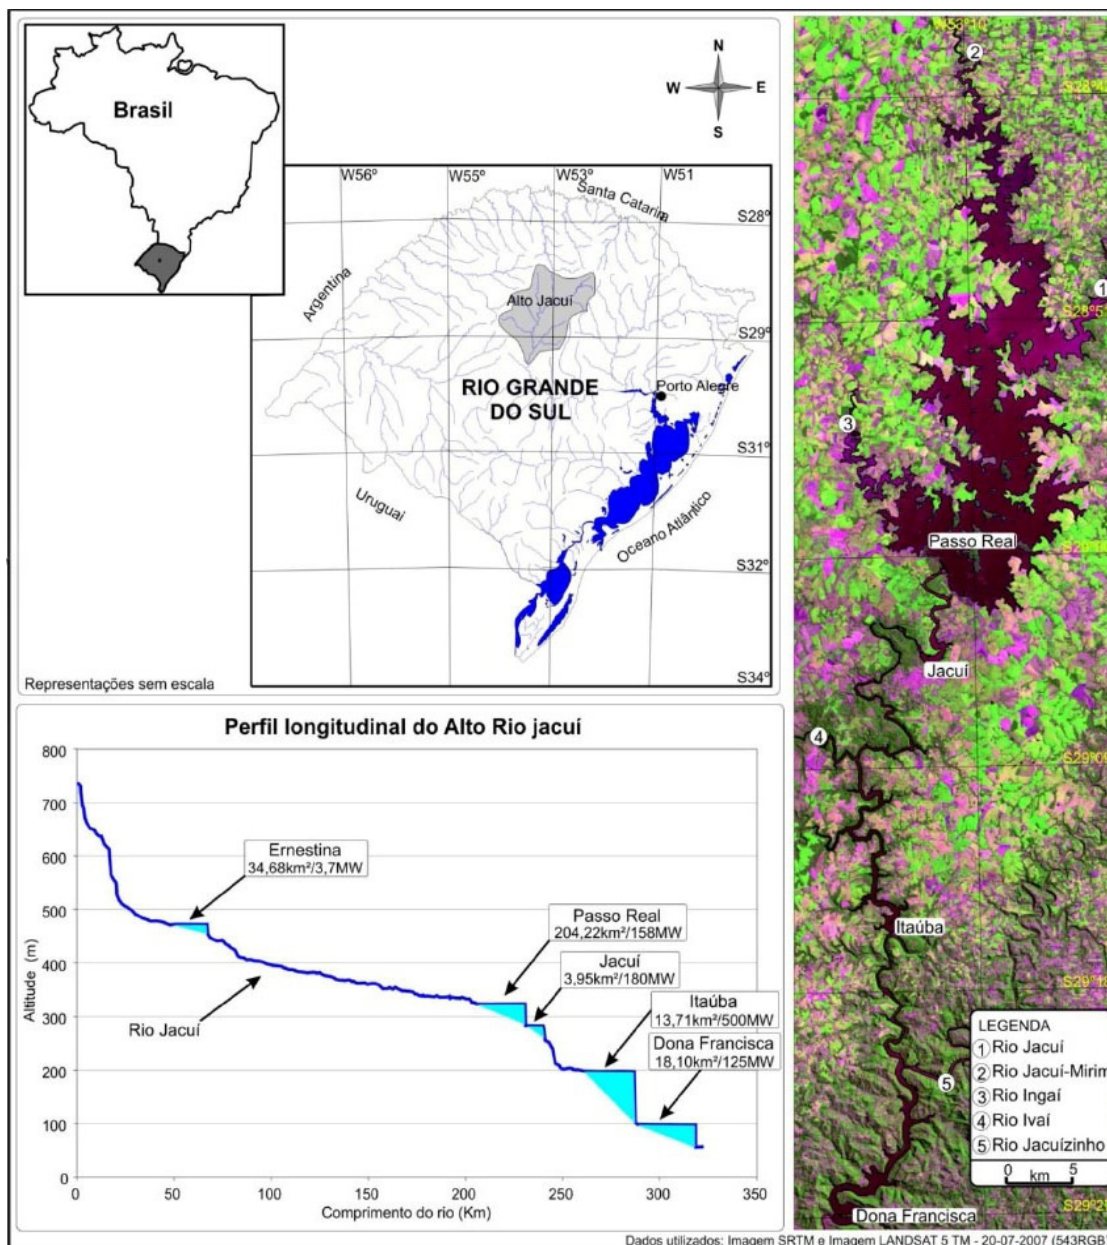 Brasil
N
W
E
S
W56º
W55º
W53º
W51
Santa Catarina
S28º
Argentina
Alto Jacuí
S29º
RIO GRANDE
DO SUL
Porto Alegre
S31º
Uruguai
Oceano Atlântico
S32º
S34º
Representações sem escala
Perfil longitudinal do Alto Rio jacuí
Altitude (m)
800
700
600
500
400
300
200
100
0
Ernestina
34,68km²/3,7MW
Passo Real
204,22km²/158MW
Jacuí
3,95km²/180MW
Itaúba
13,71km²/500MW
Dona Francisca
18,10km²/125MW
Rio Jacuí
0
50
100
150
200
250
300
350
Comprimento do rio (Km)
W53º10'
2
S28º4
1
S28º5
3
Passo Real
Jacuí
4
S29º0
Itaúba
S29º18
5
Dona Francisca
S29º2
LEGENDA
1 Rio Jacuí
2 Rio Jacuí-Mirim
3 Rio Ingaí
4 Rio Ivaí
5 Rio Jacuízinho
0 5
km
Dados utilizados: Imagem SRTM e Imagem LANDSAT 5 TM - 20-07-2007 (543RGB